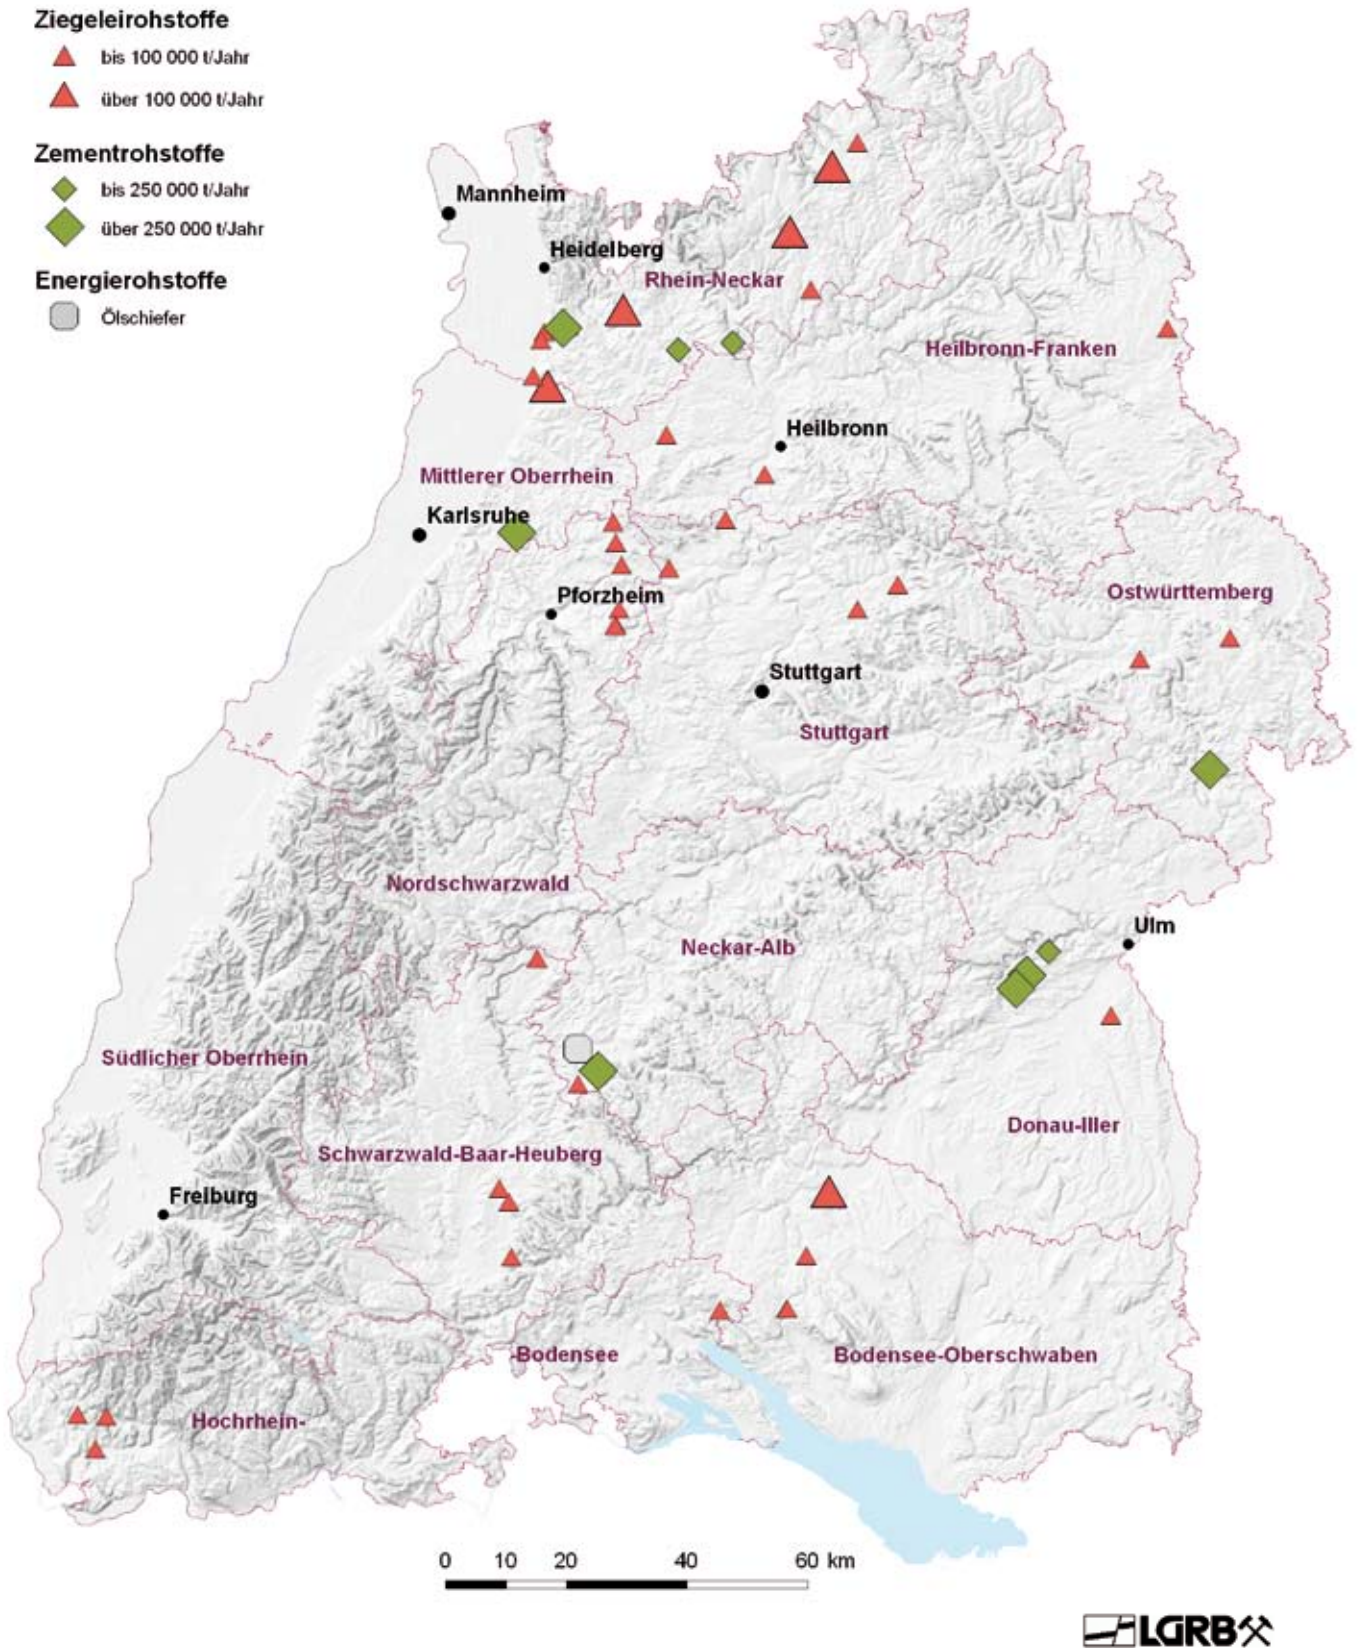 Ziegeleirohstoffe
bis 100 000 t/Jahr
über 100 000 t/Jahr
Zementrohstoffe
bis 250 000 t/Jahr
über 250 000 t/Jahr
Energierohstoffe
Ölschiefer
Mannheim
Heidelberg
Rhein-Neckar
Heilbronn-Franken
Heilbronn
Mittlerer Oberrhein
Karlsruhe
Pforzheim
Ostwürttemberg
Stuttgart
Stuttgart
Nordschwarzwald
Neckar-Alb
Ulm
Südlicher Oberrhein
Donau-Iller
Schwarzwald-Baar-Heuberg
Freiburg
-Bodensee
Bodensee-Oberschwaben
Hochrhein-
0 10 20 40 60 km
LGRB